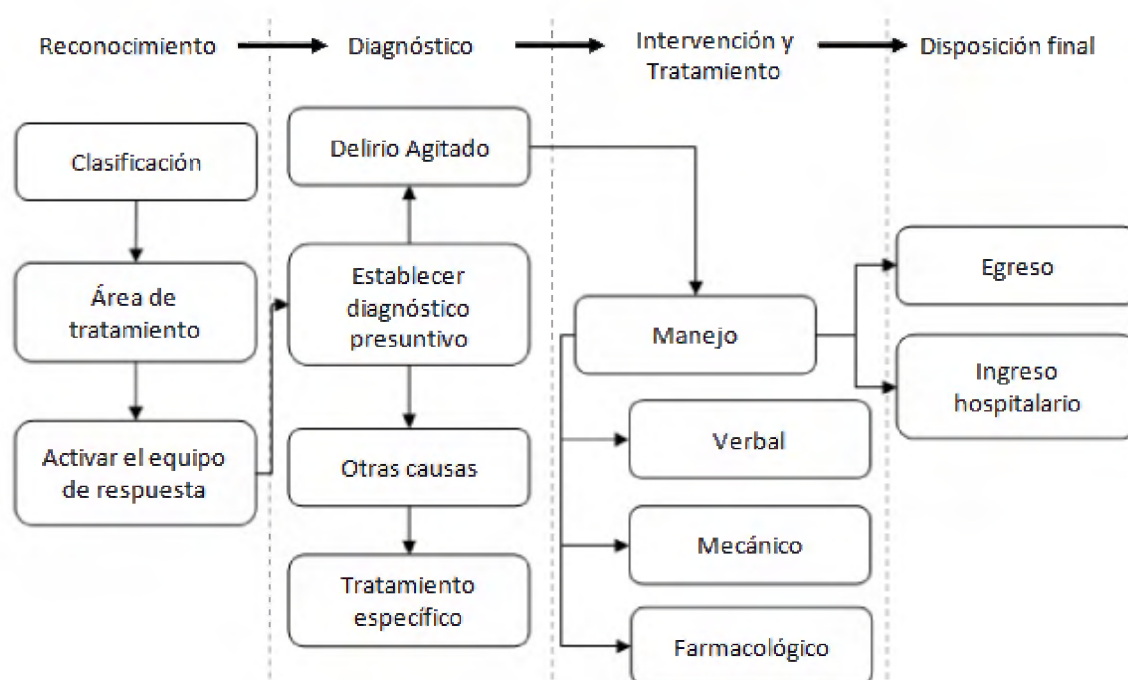 Reconocimiento
Diagnóstico
Intervención y
Tratamiento
Disposición final
Clasificación
Área de
tratamiento
Activar el equipo
de respuesta
Delirio Agitado
Establecer
diagnóstico
presuntivo
Otras causas
Tratamiento
específico
Manejo
Verbal
Mecánico
Farmacológico
Egreso
Ingreso
hospitalario